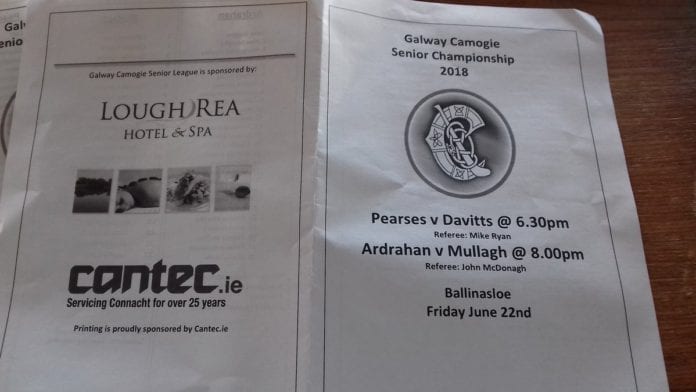 Galway Camogie Senior League is sponsored by:
LOUGH REA
HOTEL & SPA
cantec.ie
Servicing Connacht for over 25 years
Printing is proudly sponsored by Cantec.ie
Galway Camogie
Senior Championship
2018
Pearses v Davitts @ 6.30pm
Referee: Mike Ryan
Ardrahan v Mullagh @ 8.00pm
Referee: John McDonagh
Ballinasloe
Friday June 22nd